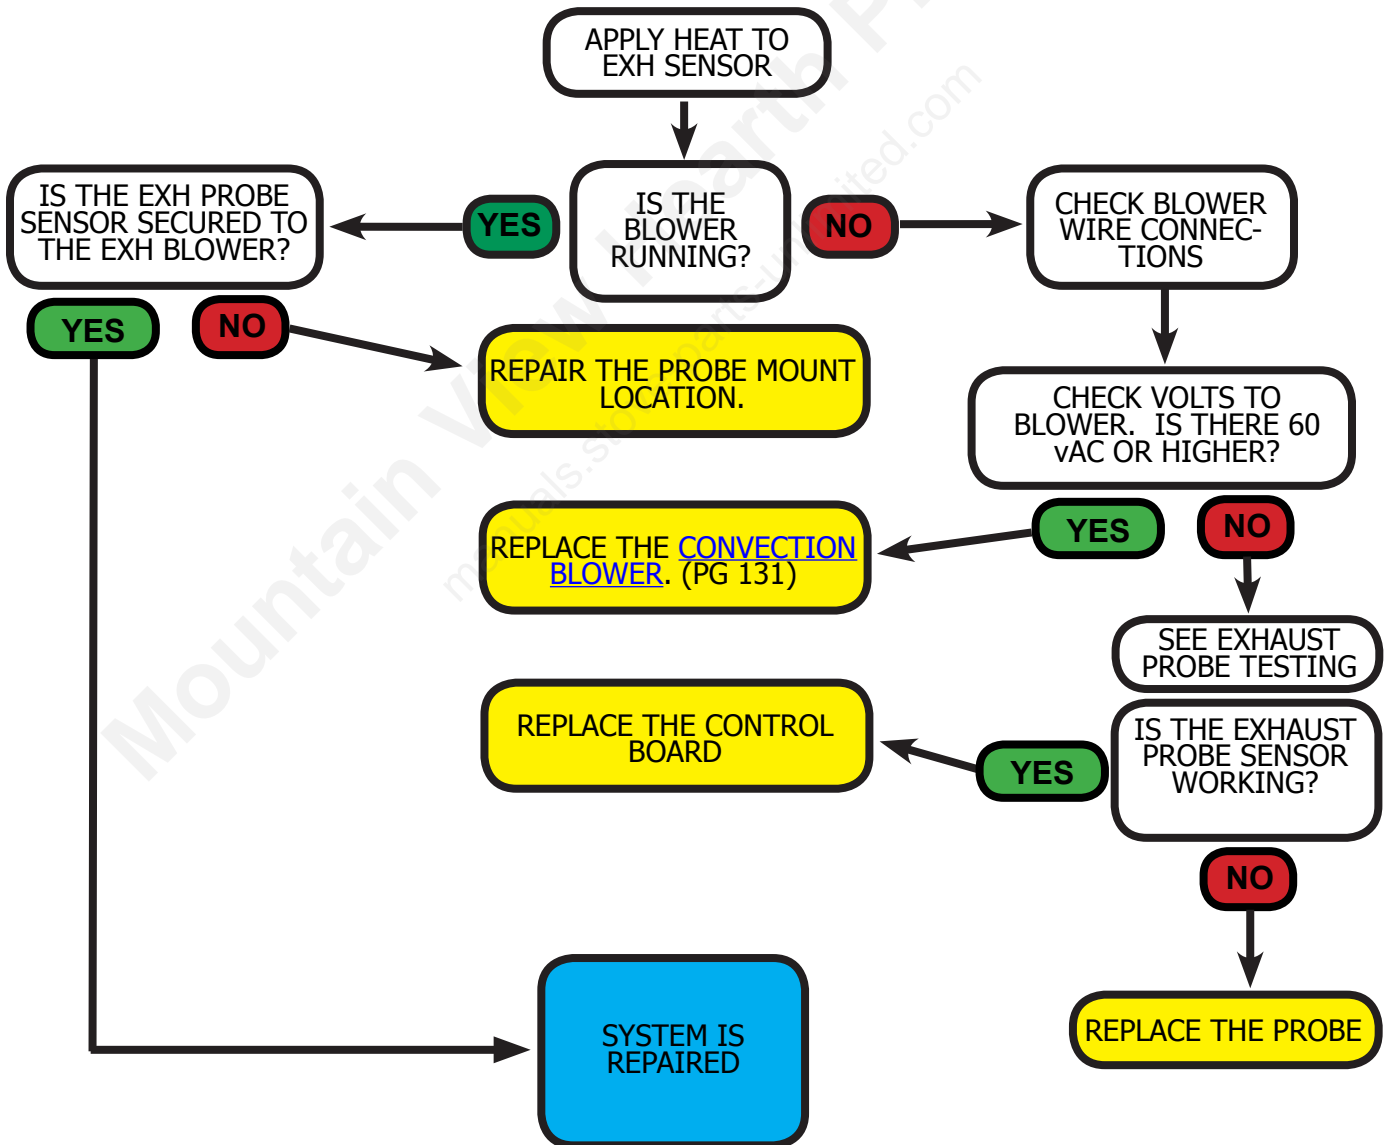 APPLY HEAT TO
EXH SENSOR
IS THE EXH PROBE
SENSOR SECURED TO
THE EXH BLOWER?
YES
IS THE
BLOWER
RUNNING?
NO
CHECK BLOWER
WIRE CONNEC-
TIONS
YES
NO
REPAIR THE PROBE MOUNT
LOCATION.
CHECK VOLTS TO
BLOWER. IS THERE 60
vAC OR HIGHER?
REPLACE THE CONVECTION
BLOWER. (PG 131)
YES
NO
SEE EXHAUST
PROBE TESTING
REPLACE THE CONTROL
BOARD
YES
IS THE EXHAUST
PROBE SENSOR
WORKING?
NO
SYSTEM IS
REPAIRED
REPLACE THE PROBE
Mountain View Hearth